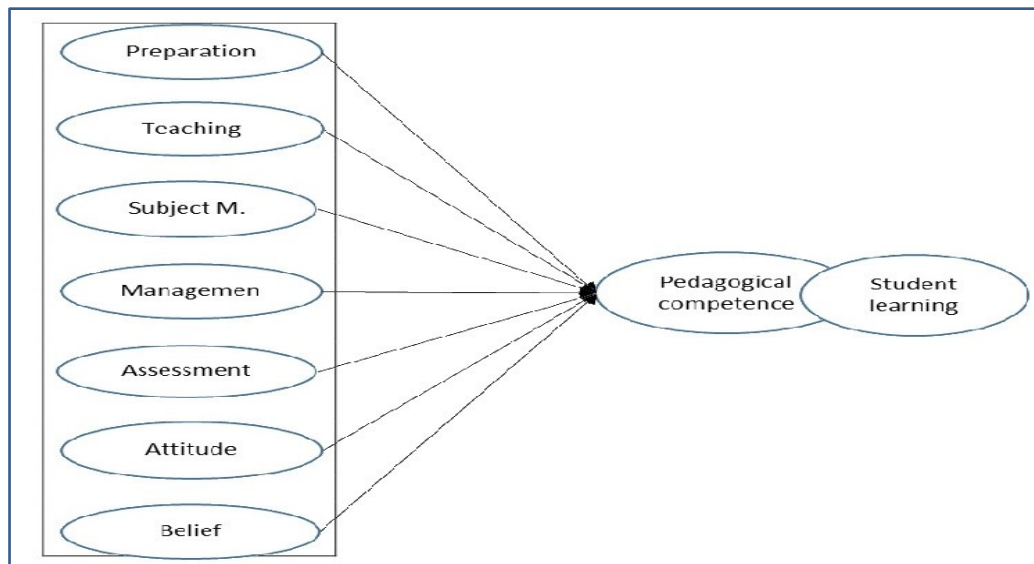 Preparation
Teaching
Subject M.
Managemen
Assessment
Attitude
Belief
Pedagogical
competence
Student
learning